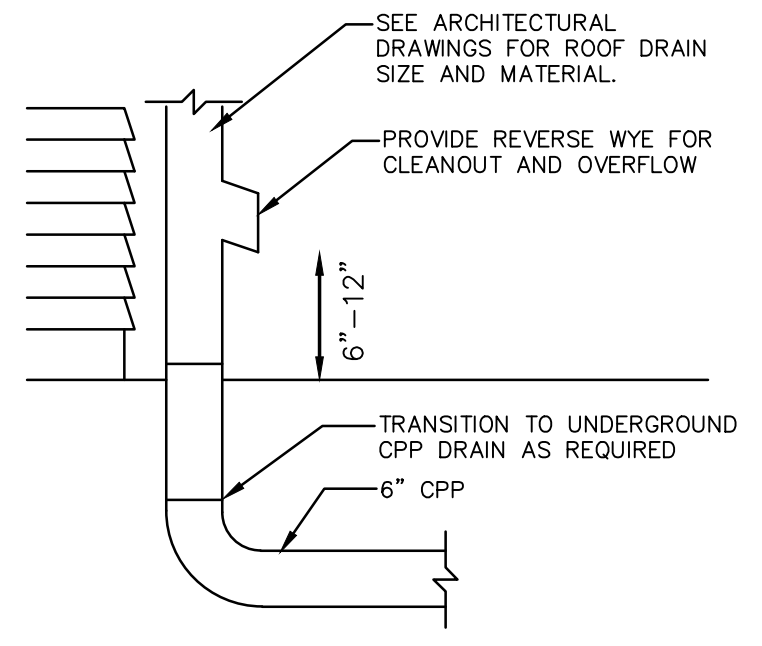 SEE ARCHITECTURAL
DRAWINGS FOR ROOF DRAIN
SIZE AND MATERIAL.
PROVIDE REVERSE WYE FOR
CLEANOUT AND OVERFLOW
6"–12"
TRANSITION TO UNDERGROUND
CPP DRAIN AS REQUIRED
6" CPP